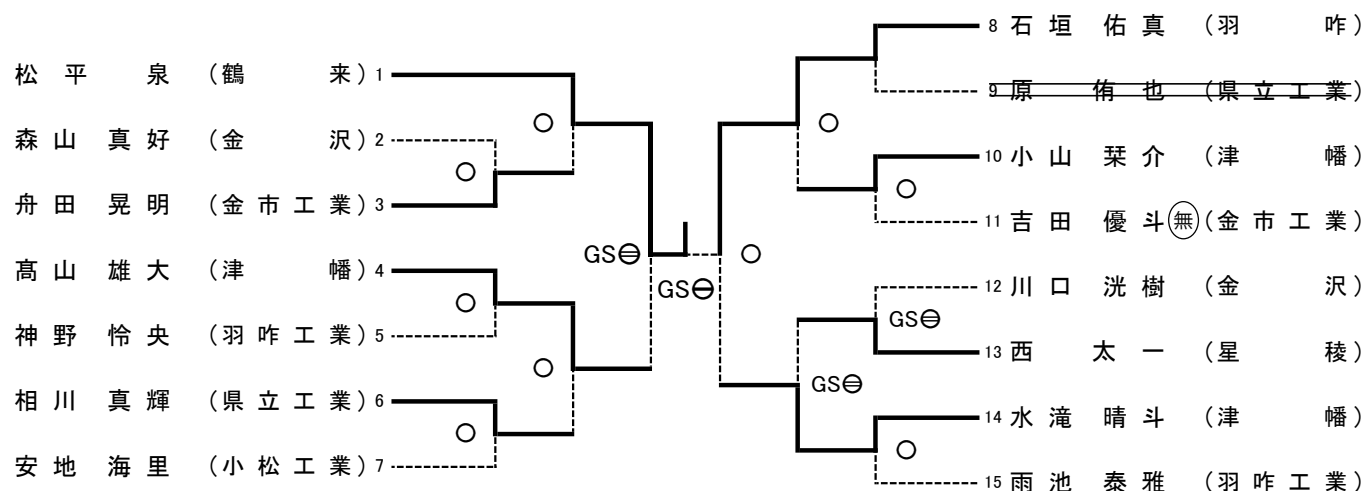 松平 泉 (鶴来) 1
森山 真好 (金沢) 2
舟田 晃明 (金市工業) 3
髙山 雄大 (津幡) 4
神野 怜央 (羽咋工業) 5
相川 真輝 (県立工業) 6
安地 海里 (小松工業) 7
GS
GS
8 石垣 佑真 (羽咋)
9 原 侑也 (県立工業)
10 小山 栞介 (津幡)
11 吉田 優斗 無 (金市工業)
12 川口 洸樹 (金沢)
GS
13 西 太一 (星稜)
GS
14 水滝 晴斗 (津幡)
15 雨池 泰雅 (羽咋工業)